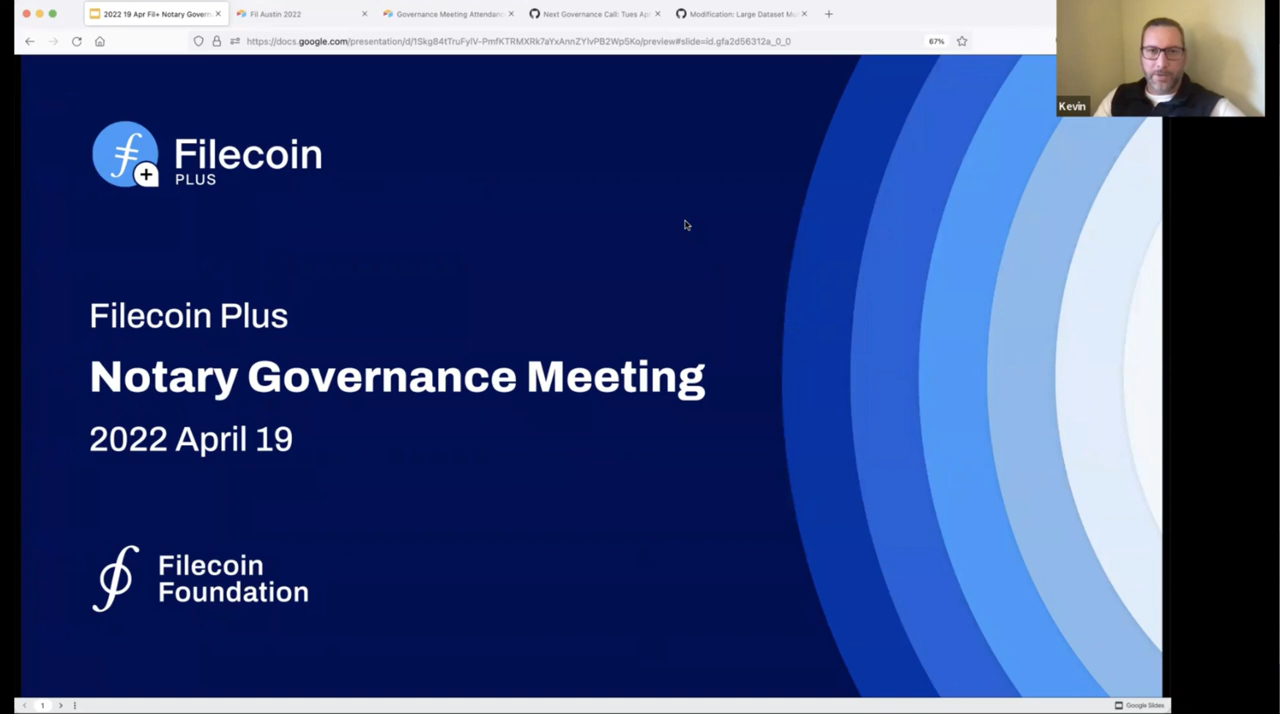 2022 19 Apr Fil+ Notary Govern
Fil Austin 2022
Governance Meeting Attendanc
Next Governance Call: Tues Apr
Modification: Large Dataset
https://docs.google.com/presentation/d/1Skg84tTruFyIV-PmfKTRMXRk7aYxAnnZYlvPB2Wp5Ko/preview#slide=id.gfa2d56312a_0_0
67%
Kevin
Filecoin
PLUS
Filecoin Plus
Notary Governance Meeting
2022 April 19
Filecoin
Foundation
1
Google Slides